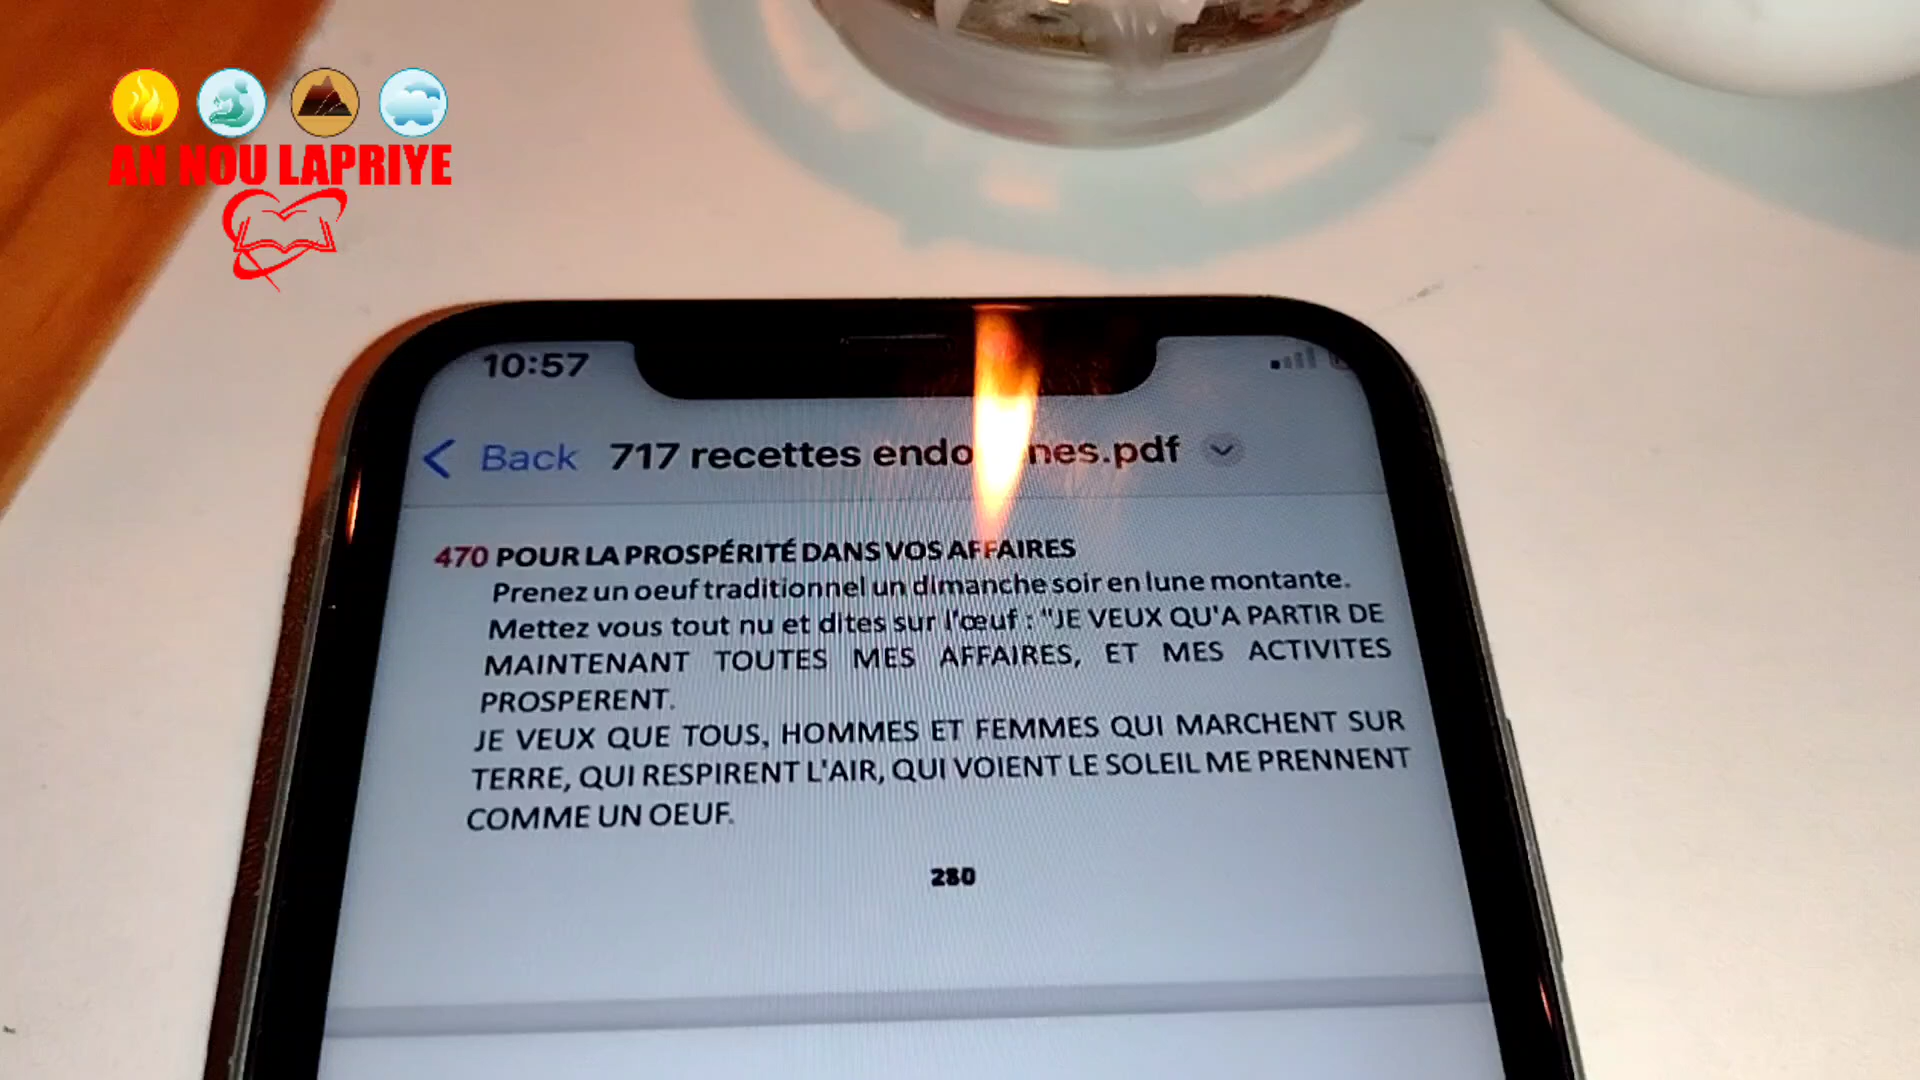 AN NOU LAPRIYE
10:57
Back 717 recettes
470 POUR LA PROSPÉRITÉ DANS VOS AFFAIRES
Prenez un oeuf traditionnel un dimanche soir en lune montante.
Mettez vous tout nu et dites sur l'œuf : "JE VEUX QU'A PARTIR DE
MAINTENANT TOUTES MES AFFAIRES, ET MES ACTIVITES
PROSPERENT.
JE VEUX QUE TOUS, HOMMES ET FEMMES QUI MARCHENT SUR
TERRE, QUI RESPIRENT L'AIR, QUI VOIENT LE SOLEIL ME PRENNENT
COMME UN OEUF.
280